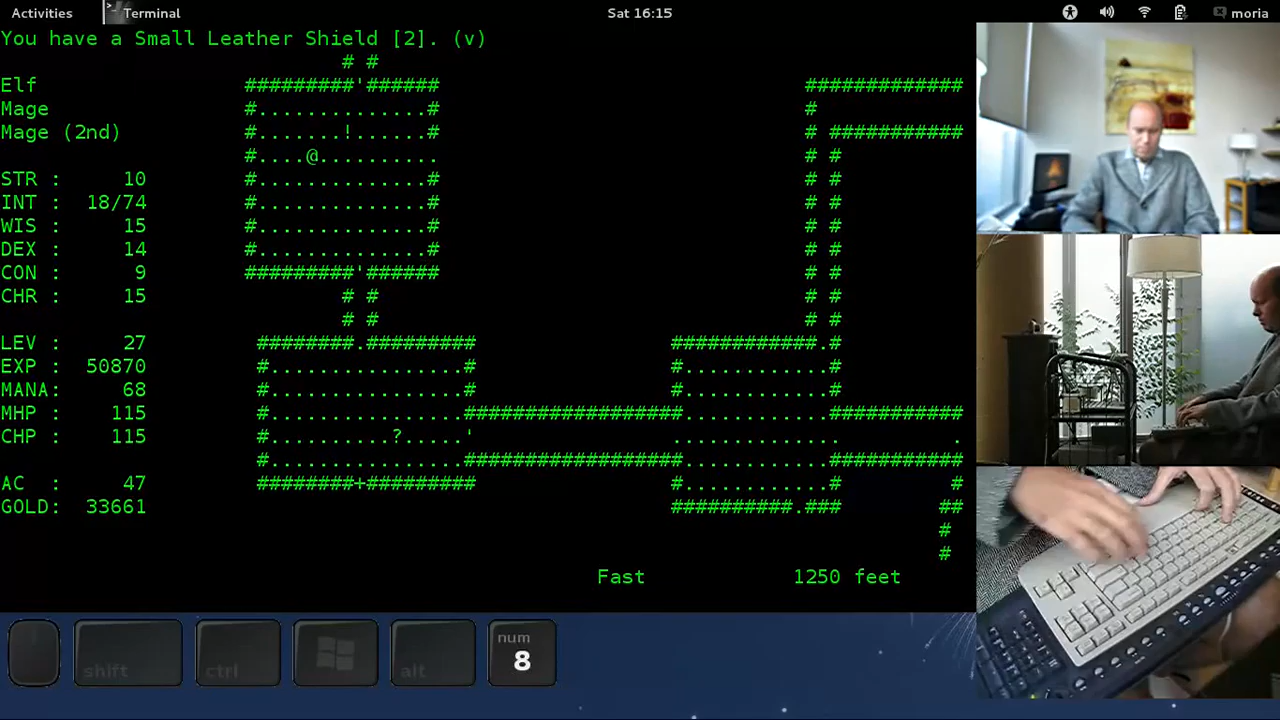 Activities Terminal Sat 16:15 moria
You have a Small Leather Shield [2]. (v)
                            # #
Elf                 #########'######                              #############
Mage                #..............#                              #
Mage (2nd)          #.......!......#                              # ###########
                    #....@..........                              # #
STR :      10       #..............#                              # #
INT :   18/74       #..............#                              # #
WIS :      15       #..............#                              # #
DEX :      14       #..............#                              # #
CON :       9       #########'######                              # #
CHR :      15               # #                                   # #
                            # #                                   # #
LEV :      27        ########.#########                ############.#
EXP :   50870        #................#                #............#
MANA:      68        #................#                #............#
MHP :     115        #................##################............###########
CHP :     115        #..........?.....'                ..............         .
                     #................##################............###########
AC  :      47        ########+#########                #............#         #
GOLD:   33661                                          ##########.###        ##
                                                                             #
                                                                             #
Fast 1250 feet
shift ctrl alt num 8